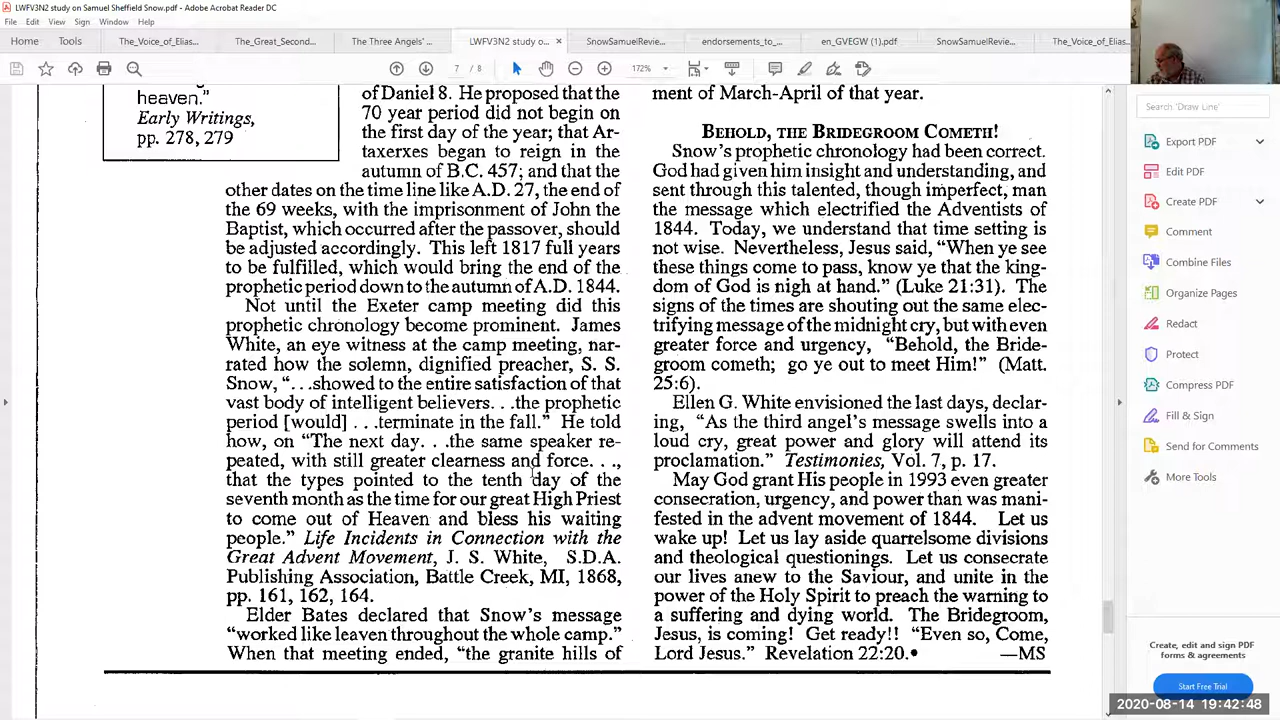 LWFV3N2 study on Samuel Sheffield Snow.pdf - Adobe Acrobat Reader DC
File Edit View Sign Window Help
Home Tools The_Voice_of_Elias... The_Great_Second... The Three Angels' ... LWFV3N2 study o... × SnowSamuelRevie... endorsements_to_... en_GVEGW (1).pdf SnowSamuelRevie... The_Voice_of_Elias...
7 / 8 172%
heaven."
Early Writings,
pp. 278, 279
of Daniel 8. He proposed that the
70 year period did not begin on
the first day of the year; that Ar-
taxerxes began to reign in the
autumn of B.C. 457; and that the
other dates on the time line like A.D. 27, the end of
the 69 weeks, with the imprisonment of John the
Baptist, which occurred after the passover, should
be adjusted accordingly. This left 1817 full years
to be fulfilled, which would bring the end of the
prophetic period down to the autumn of A.D. 1844.
Not until the Exeter camp meeting did this
prophetic chronology become prominent. James
White, an eye witness at the camp meeting, nar-
rated how the solemn, dignified preacher, S. S.
Snow, ". . .showed to the entire satisfaction of that
vast body of intelligent believers. . .the prophetic
period [would] . . .terminate in the fall." He told
how, on "The next day. . .the same speaker re-
peated, with still greater clearness and force. . .,
that the types pointed to the tenth day of the
seventh month as the time for our great High Priest
to come out of Heaven and bless his waiting
people." Life Incidents in Connection with the
Great Advent Movement, J. S. White, S.D.A.
Publishing Association, Battle Creek, MI, 1868,
pp. 161, 162, 164.
Elder Bates declared that Snow's message
"worked like leaven throughout the whole camp."
When that meeting ended, "the granite hills of
ment of March-April of that year.
BEHOLD, THE BRIDEGROOM COMETH!
Snow's prophetic chronology had been correct.
God had given him insight and understanding, and
sent through this talented, though imperfect, man
the message which electrified the Adventists of
1844. Today, we understand that time setting is
not wise. Nevertheless, Jesus said, "When ye see
these things come to pass, know ye that the king-
dom of God is nigh at hand." (Luke 21:31). The
signs of the times are shouting out the same elec-
trifying message of the midnight cry, but with even
greater force and urgency, "Behold, the Bride-
groom cometh; go ye out to meet Him!" (Matt.
25:6).
Ellen G. White envisioned the last days, declar-
ing, "As the third angel's message swells into a
loud cry, great power and glory will attend its
proclamation." Testimonies, Vol. 7, p. 17.
May God grant His people in 1993 even greater
consecration, urgency, and power than was mani-
fested in the advent movement of 1844. Let us
wake up! Let us lay aside quarrelsome divisions
and theological questionings. Let us consecrate
our lives anew to the Saviour, and unite in the
power of the Holy Spirit to preach the warning to
a suffering and dying world. The Bridegroom,
Jesus, is coming! Get ready!! "Even so, Come,
Lord Jesus." Revelation 22:20.• —MS
Search 'Draw Line'
Export PDF
Edit PDF
Create PDF
Comment
Combine Files
Organize Pages
Redact
Protect
Compress PDF
Fill & Sign
Send for Comments
More Tools
Create, edit and sign PDF
forms & agreements
Start Free Trial
2020-08-14 19:42:48